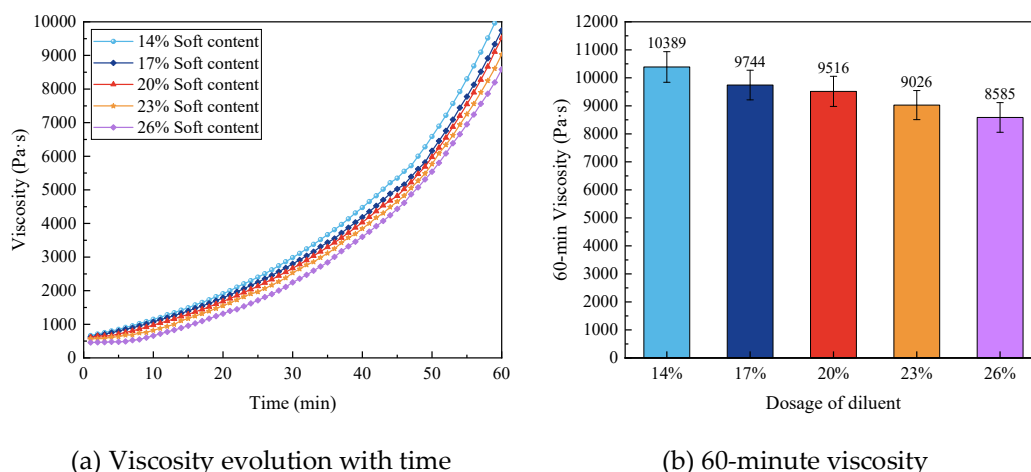 10000
9000
8000
7000
6000
5000
4000
3000
2000
1000
0
Viscosity (Pa·s)
14% Soft content
17% Soft content
20% Soft content
23% Soft content
26% Soft content
0 10 20 30 40 50 60
Time (min)
(a) Viscosity evolution with time
12000
11000
10000
9000
8000
7000
6000
5000
4000
3000
2000
1000
0
60-min Viscosity (Pa·s)
10389
9744
9516
9026
8585
14% 17% 20% 23% 26%
Dosage of diluent
(b) 60-minute viscosity